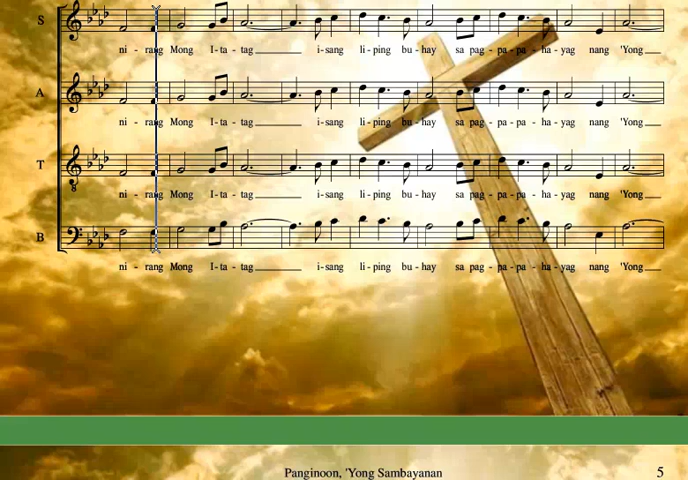 S
ni - rang Mong I - ta - tag i - sang li - ping bu - hay sa pag - pa - pa - ha - yag nang 'Yong
A
ni - rang Mong I - ta - tag i - sang li - ping bu - hay sa pag - pa - pa - ha - yag nang 'Yong
T
ni - rang Mong I - ta - tag i - sang li - ping bu - hay sa pag - pa - pa - ha - yag nang 'Yong
B
ni - rang Mong I - ta - tag i - sang li - ping bu - hay sa pag - pa - pa - ha - yag nang 'Yong
Panginoon, 'Yong Sambayanan 5